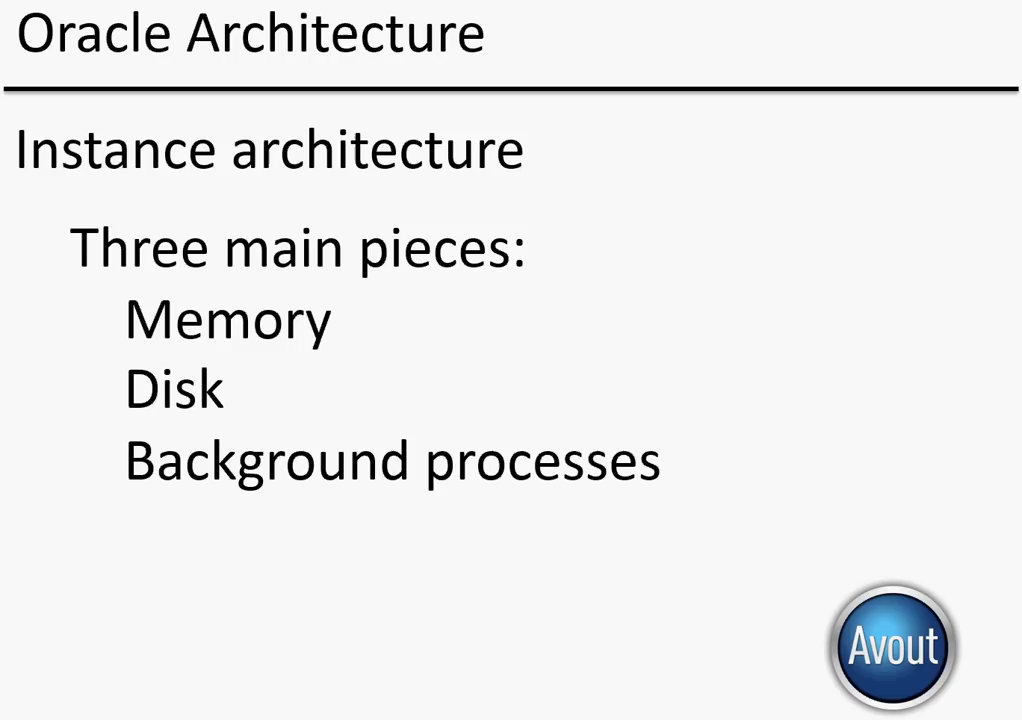 Oracle Architecture
Instance architecture
Three main pieces:
Memory
Disk
Background processes
Avout